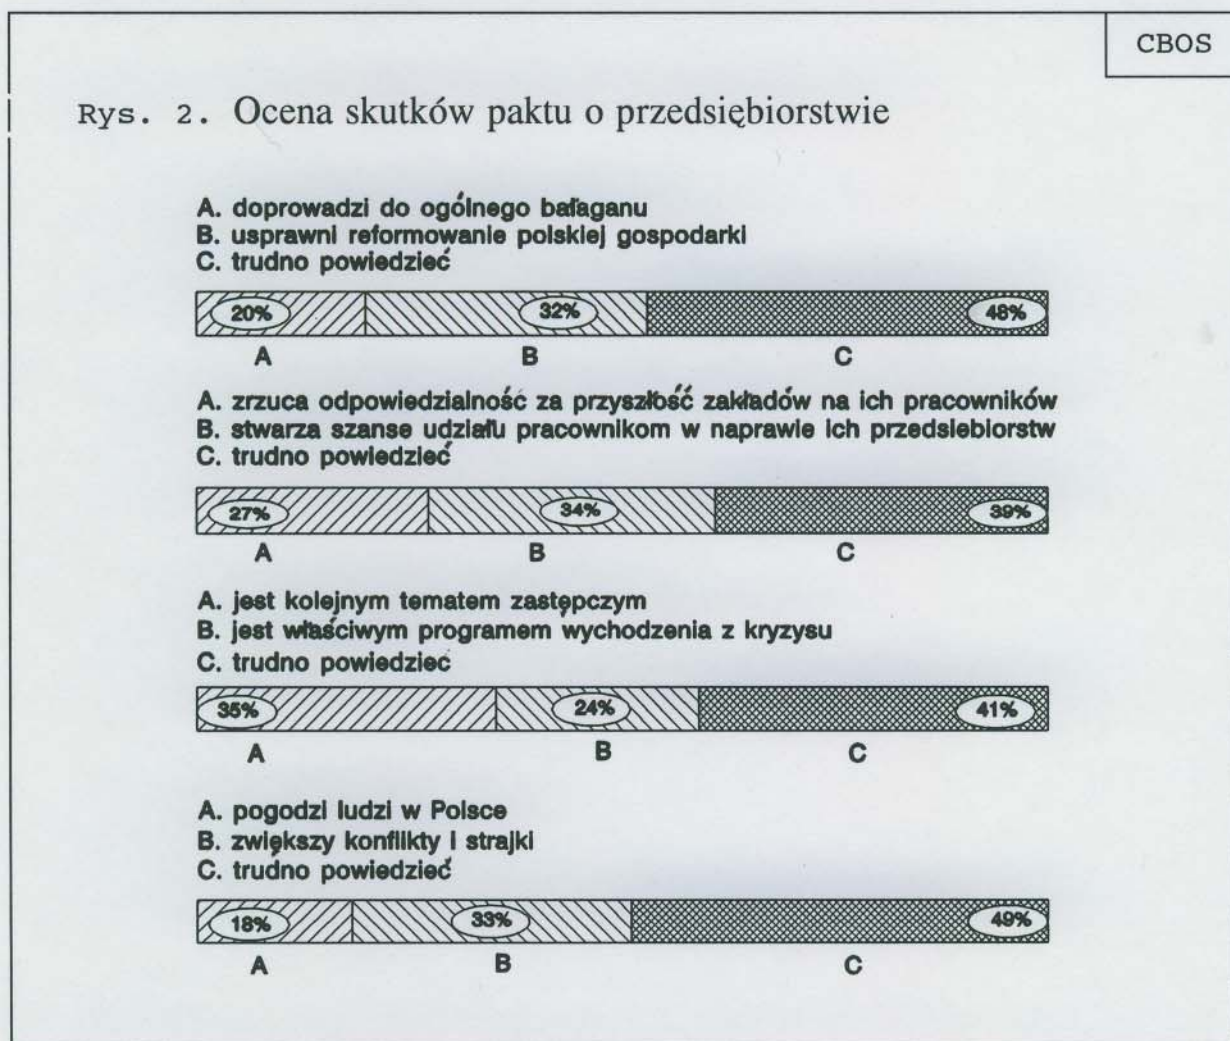 CBOS
Rys. 2. Ocena skutków paktu o przedsiębiorstwie
A. doprowadzi do ogólnego bałaganu
B. usprawni reformowanie polskiej gospodarki
C. trudno powiedzieć
20% 32% 48%
A B C
A. zrzuca odpowiedzialność za przyszłość zakładów na ich pracowników
B. stwarza szanse udziału pracownikom w naprawie ich przedsiebiorstw
C. trudno powiedzieć
27% 34% 39%
A B C
A. jest kolejnym tematem zastępczym
B. jest właściwym programem wychodzenia z kryzysu
C. trudno powiedziec
35% 24% 41%
A B C
A. pogodzi ludzi w Polsce
B. zwiększy konflikty i strajki
C. trudno powiedzieć
18% 33% 49%
A B C